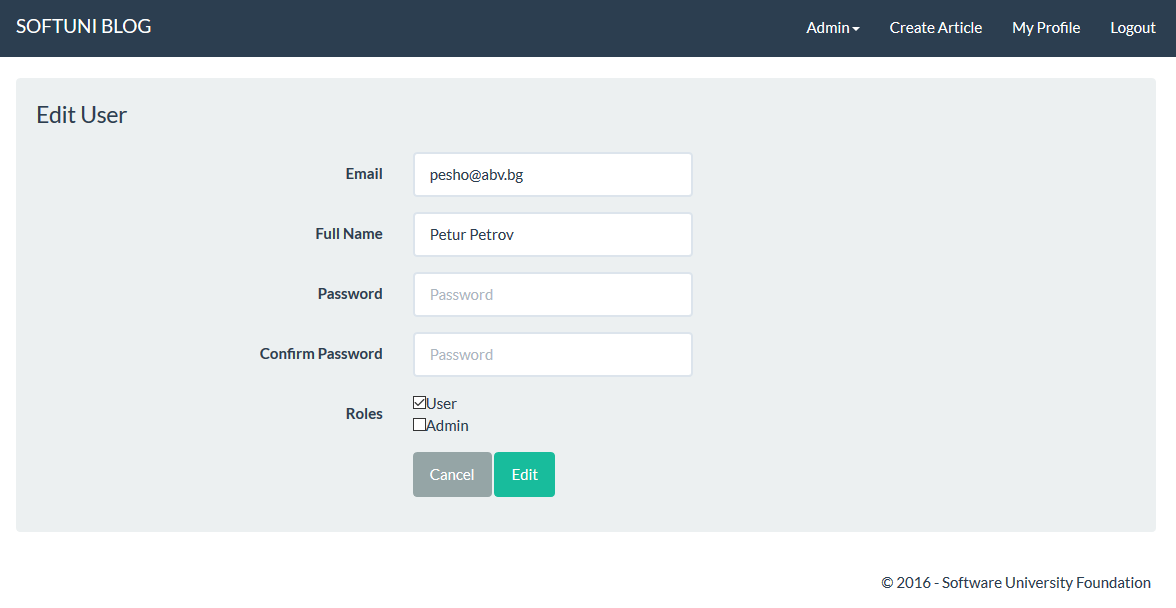 SOFTUNI BLOG Admin Create Article My Profile Logout
Edit User
Email pesho@abv.bg
Full Name Petur Petrov
Password Password
Confirm Password Password
Roles User
Admin
Cancel Edit
© 2016 - Software University Foundation